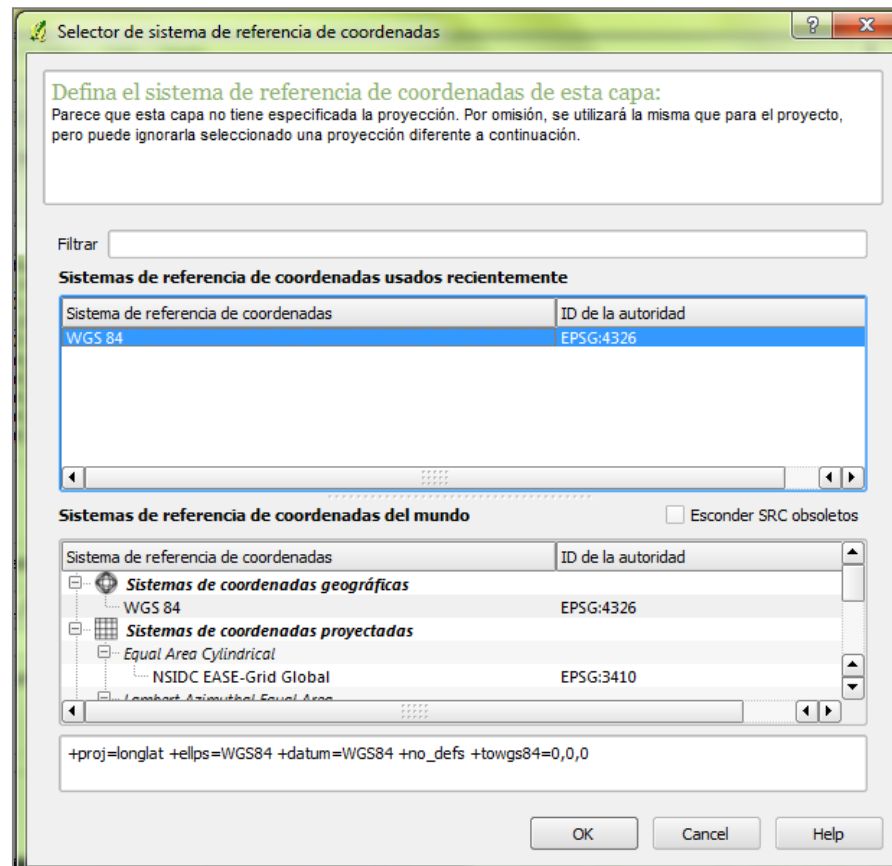 Selector de sistema de referencia de coordenadas
Defina el sistema de referencia de coordenadas de esta capa:
Parece que esta capa no tiene especificada la proyección. Por omisión, se utilizará la misma que para el proyecto,
pero puede ignorarla seleccionado una proyección diferente a continuación.
Filtrar
Sistemas de referencia de coordenadas usados recientemente
Sistema de referencia de coordenadas ID de la autoridad
WGS 84 EPSG:4326
Sistemas de referencia de coordenadas del mundo Esconder SRC obsoletos
Sistema de referencia de coordenadas ID de la autoridad
Sistemas de coordenadas geográficas
WGS 84 EPSG:4326
Sistemas de coordenadas proyectadas
Equal Area Cylindrical
NSIDC EASE-Grid Global EPSG:3410
Lambert Azimuthal Equal Area
+proj=longlat +ellps=WGS84 +datum=WGS84 +no_defs +towgs84=0,0,0
OK Cancel Help